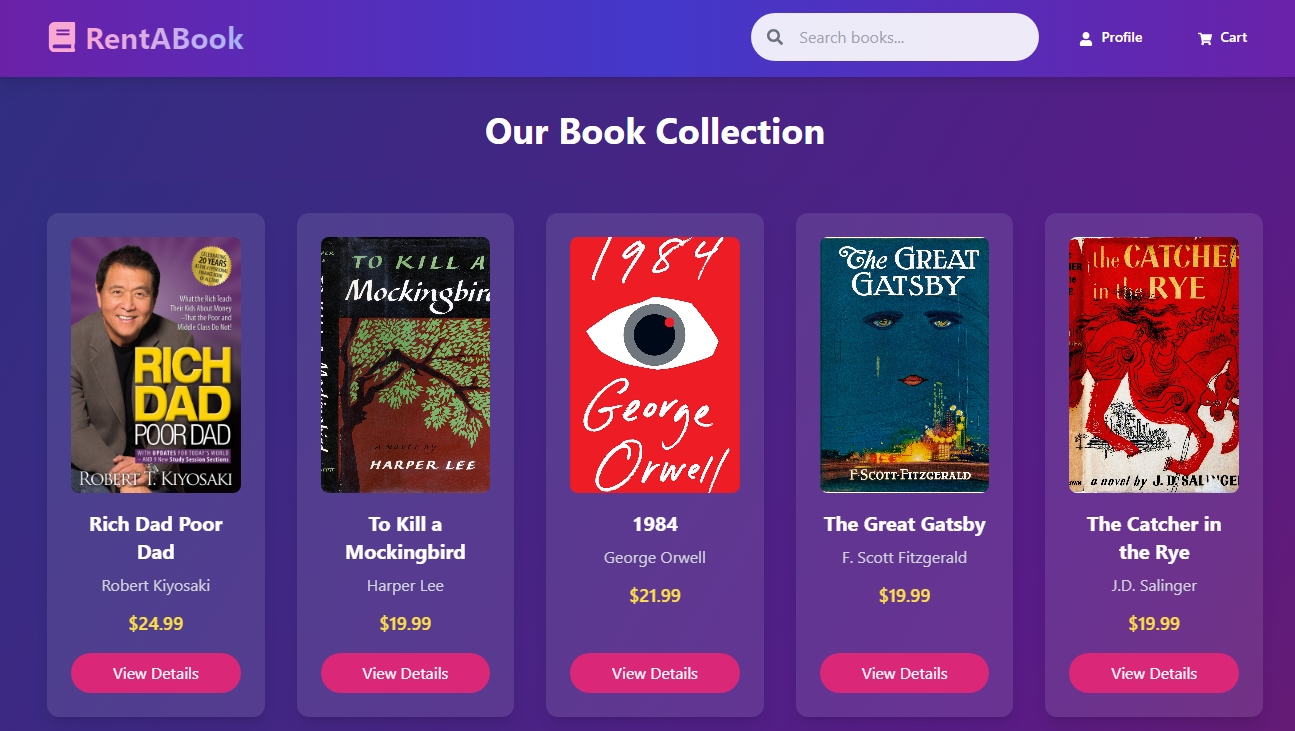 RentABook
Search books...
Profile
Cart
Our Book Collection
CELEBRATING
20 YEARS
What the Rich Teach
Their Kids About Money
—That the Poor and
Middle Class Do Not!
RICH
DAD
POOR DAD
WITH UPDATES FOR TODAY'S WORLD
— AND 9 New Study Session Sections
ROBERT T. KIYOSAKI
Rich Dad Poor
Dad
Robert Kiyosaki
$24.99
View Details
TO KILL A
Mockingbird
A NOVEL BY
HARPER LEE
To Kill a
Mockingbird
Harper Lee
$19.99
View Details
1984
George
Orwell
1984
George Orwell
$21.99
View Details
The GREAT
GATSBY
F·SCOTT·FITZGERALD
The Great Gatsby
F. Scott Fitzgerald
$19.99
View Details
the CATCHER
in the RYE
a novel by J. D. SALINGER
The Catcher in
the Rye
J.D. Salinger
$19.99
View Details